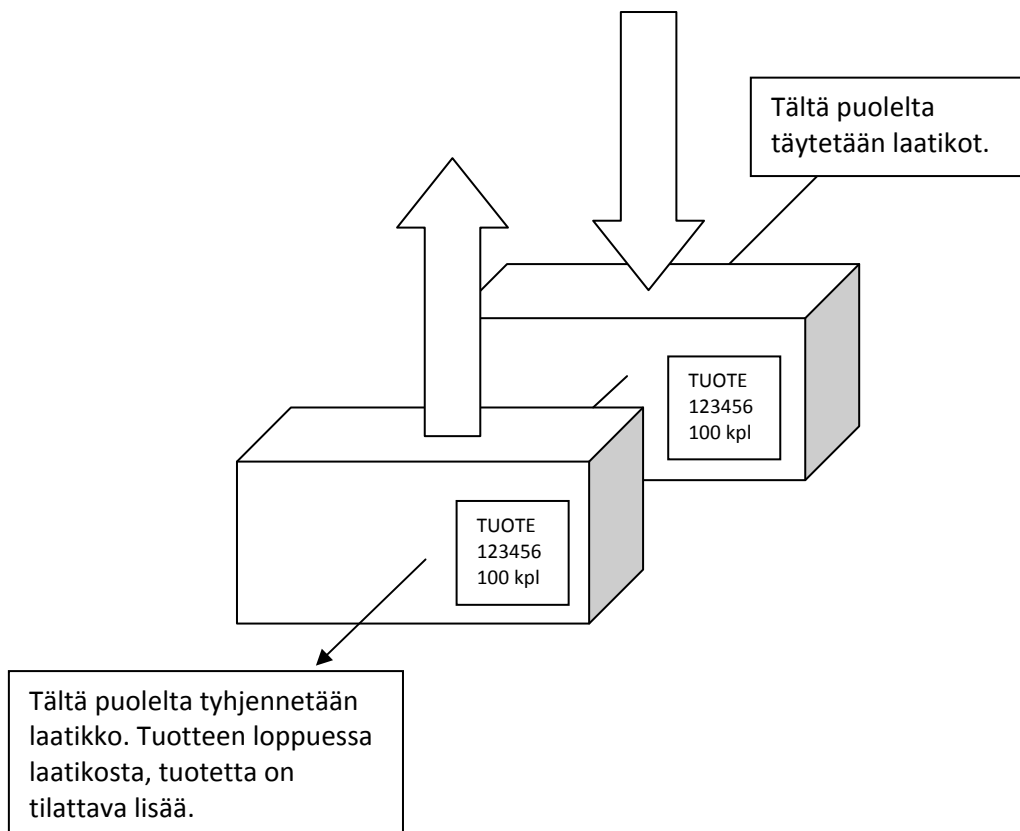 Tältä puolelta
täytetään laatikot.
TUOTE
123456
100 kpl
TUOTE
123456
100 kpl
Tältä puolelta tyhjennetään
laatikko. Tuotteen loppuessa
laatikosta, tuotetta on
tilattava lisää.